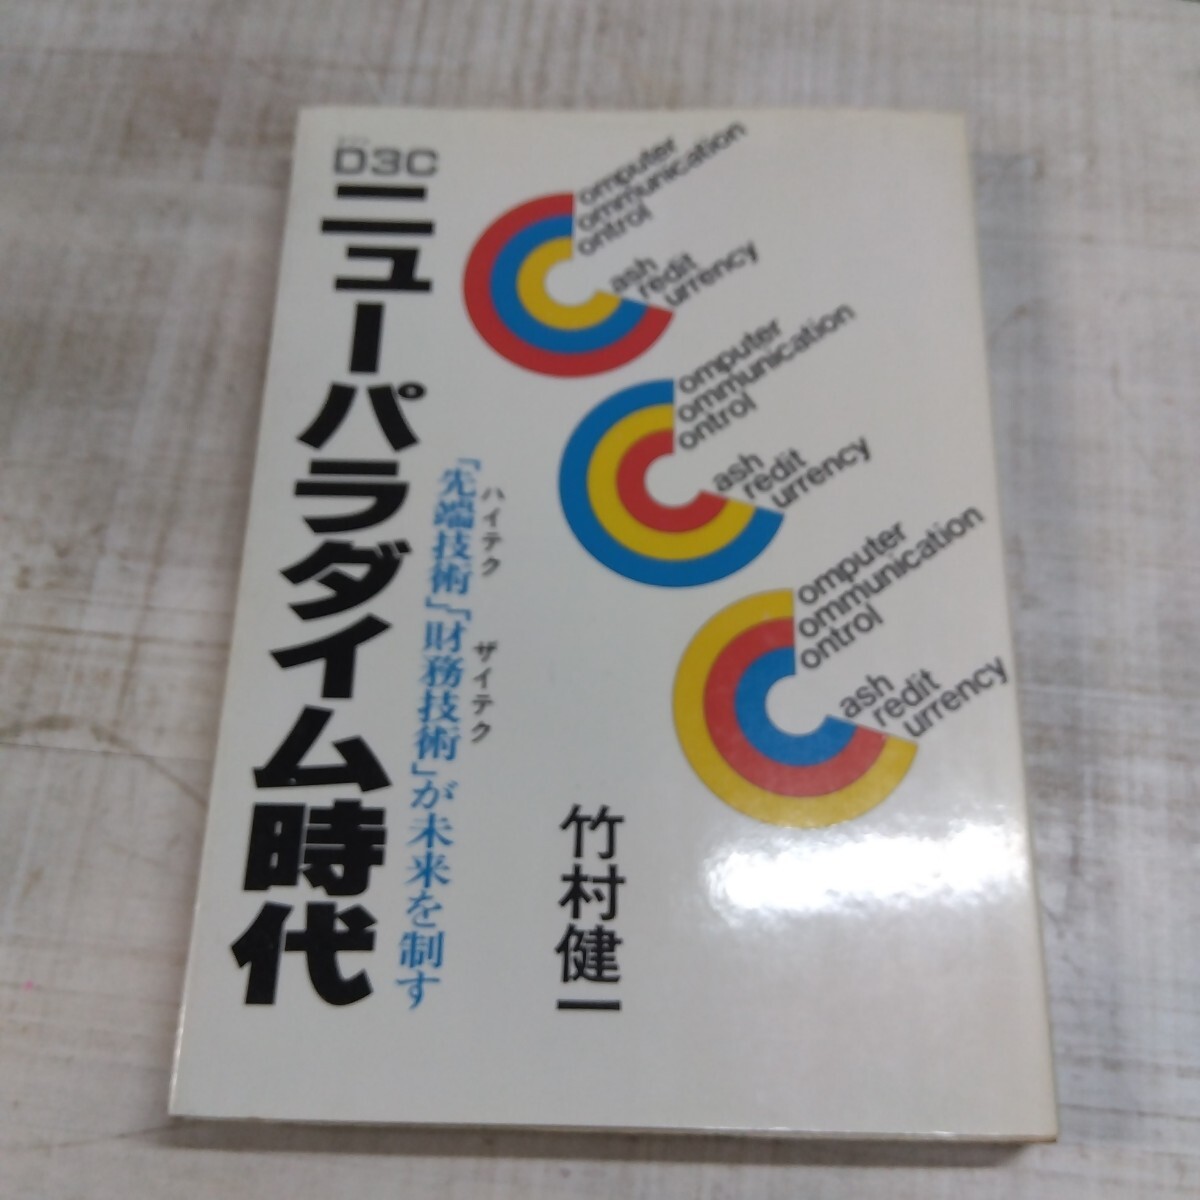 D3C
ニューパラダイム時代
「先端技術」「財務技術」が未来を制す
ハイテク
ザイテク
竹村健一
omputer
ommunication
ontrol
ash
redit
urrency
omputer
ommunication
ontrol
ash
redit
urrency
omputer
ommunication
ontrol
ash
redit
urrency